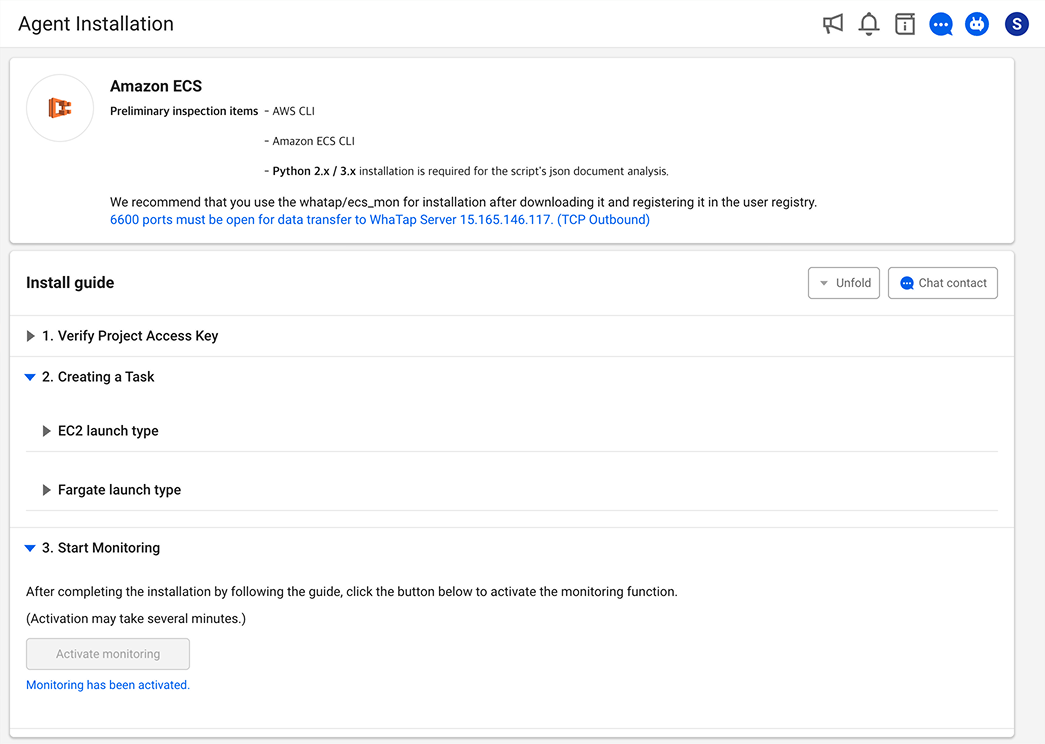 Agent Installation
S
Amazon ECS
Preliminary inspection items - AWS CLI
- Amazon ECS CLI
- Python 2.x / 3.x installation is required for the script's json document analysis.
We recommend that you use the whatap/ecs_mon for installation after downloading it and registering it in the user registry.
6600 ports must be open for data transfer to WhaTap Server 15.165.146.117. (TCP Outbound)
Install guide
Unfold
Chat contact
1. Verify Project Access Key
2. Creating a Task
EC2 launch type
Fargate launch type
3. Start Monitoring
After completing the installation by following the guide, click the button below to activate the monitoring function.
(Activation may take several minutes.)
Activate monitoring
Monitoring has been activated.